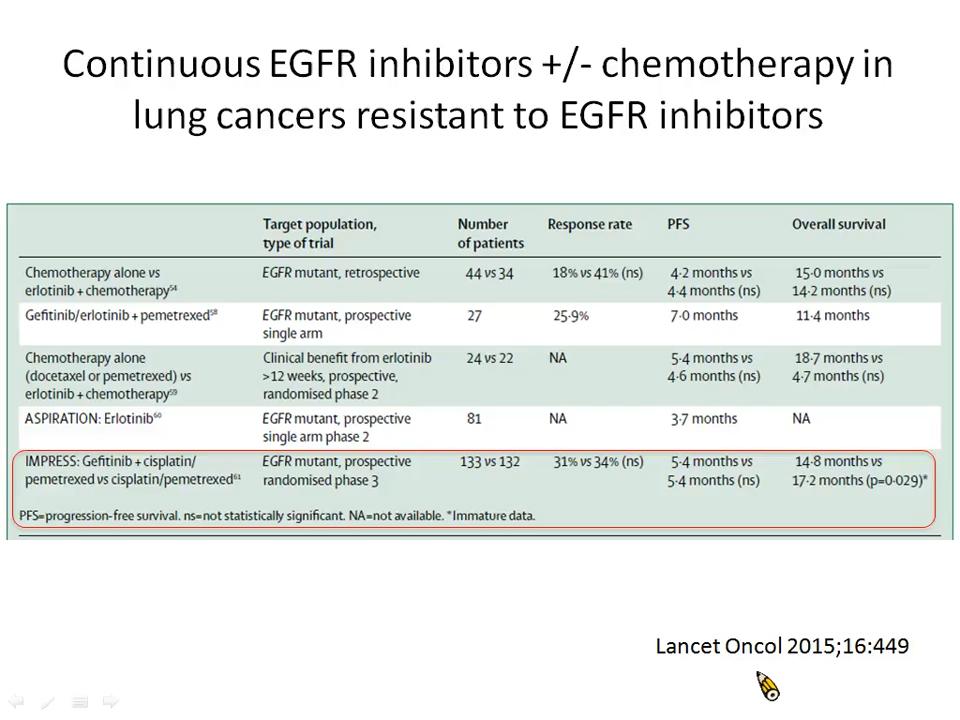 Continuous EGFR inhibitors +/- chemotherapy in
lung cancers resistant to EGFR inhibitors
Target population, type of trial Number of patients Response rate PFS Overall survival
Chemotherapy alone vs erlotinib + chemotherapy⁵⁴ EGFR mutant, retrospective 44 vs 34 18% vs 41% (ns) 4·2 months vs 4·4 months (ns) 15·0 months vs 14·2 months (ns)
Gefitinib/erlotinib + pemetrexed⁵⁸ EGFR mutant, prospective single arm 27 25·9% 7·0 months 11·4 months
Chemotherapy alone (docetaxel or pemetrexed) vs erlotinib + chemotherapy⁵⁹ Clinical benefit from erlotinib >12 weeks, prospective, randomised phase 2 24 vs 22 NA 5·4 months vs 4·6 months (ns) 18·7 months vs 4·7 months (ns)
ASPIRATION: Erlotinib⁶⁰ EGFR mutant, prospective single arm phase 2 81 NA 3·7 months NA
IMPRESS: Gefitinib + cisplatin/pemetrexed vs cisplatin/pemetrexed⁶¹ EGFR mutant, prospective randomised phase 3 133 vs 132 31% vs 34% (ns) 5·4 months vs 5·4 months (ns) 14·8 months vs 17·2 months (p=0·029)*
PFS=progression-free survival. ns=not statistically significant. NA=not available. *Immature data.
Lancet Oncol 2015;16:449